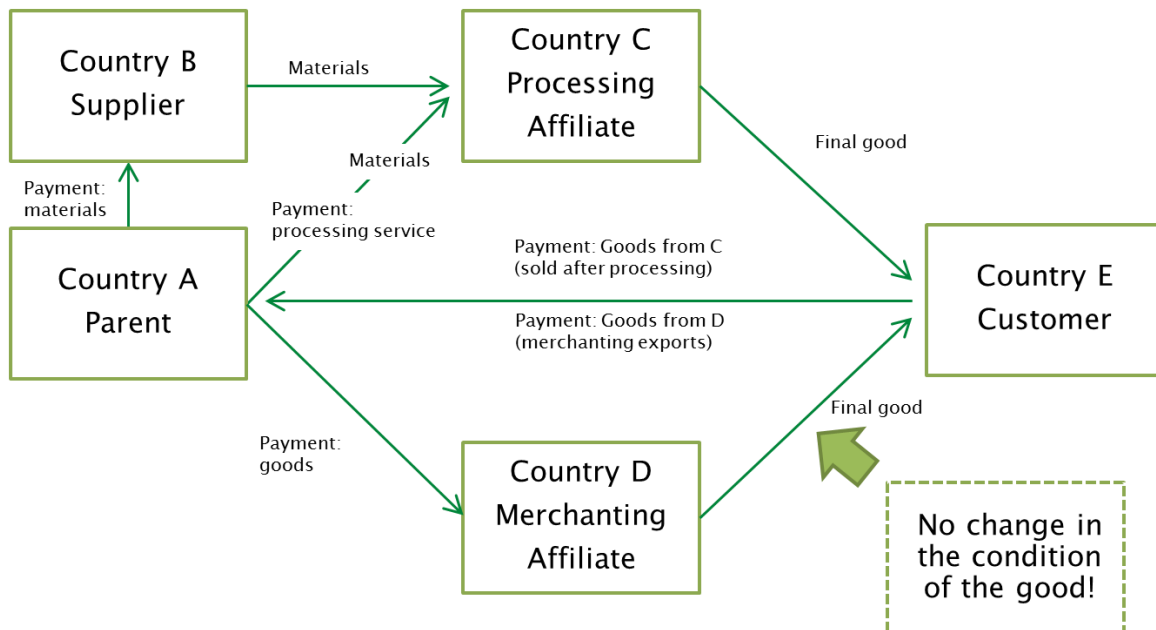 Country B
Supplier
Materials
Country C
Processing
Affiliate
Final good
Materials
Payment:
materials
Payment:
processing service
Country A
Parent
Payment: Goods from C
(sold after processing)
Payment: Goods from D
(merchanting exports)
Country E
Customer
Final good
Payment:
goods
Country D
Merchanting
Affiliate
No change in
the condition
of the good!